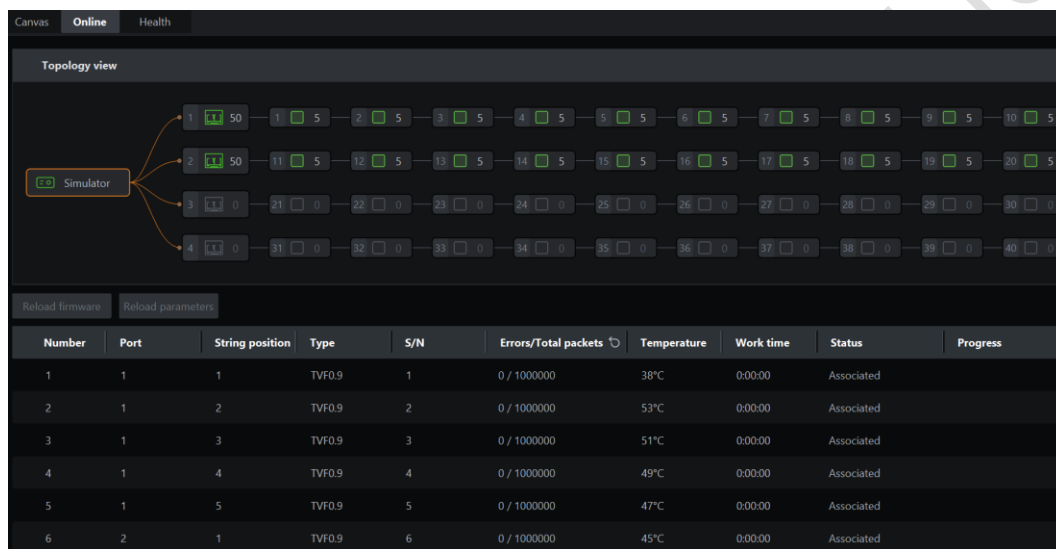 Canvas Online Health
Topology view
1 50 1 5 2 5 3 5 4 5 5 5 6 5 7 5 8 5 9 5 10 5
2 50 11 5 12 5 13 5 14 5 15 5 16 5 17 5 18 5 19 5 20 5
Simulator
3 0 21 0 22 0 23 0 24 0 25 0 26 0 27 0 28 0 29 0 30 0
4 0 31 0 32 0 33 0 34 0 35 0 36 0 37 0 38 0 39 0 40 0
Reload firmware Reload parameters
Number Port String position Type S/N Errors/Total packets Temperature Work time Status Progress
1 1 1 TVF0.9 1 0 / 1000000 38°C 0:00:00 Associated
2 1 2 TVF0.9 2 0 / 1000000 53°C 0:00:00 Associated
3 1 3 TVF0.9 3 0 / 1000000 51°C 0:00:00 Associated
4 1 4 TVF0.9 4 0 / 1000000 49°C 0:00:00 Associated
5 1 5 TVF0.9 5 0 / 1000000 47°C 0:00:00 Associated
6 2 1 TVF0.9 6 0 / 1000000 45°C 0:00:00 Associated